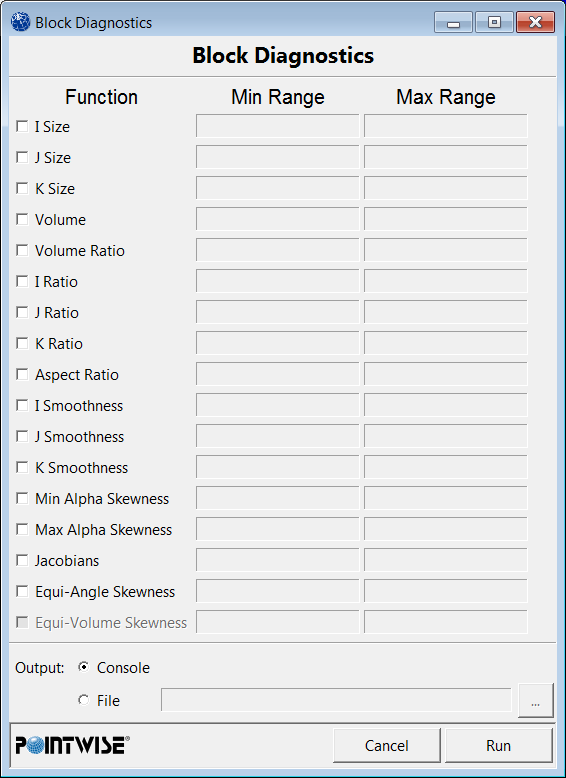 Block Diagnostics
Block Diagnostics
Function Min Range Max Range
I Size
J Size
K Size
Volume
Volume Ratio
I Ratio
J Ratio
K Ratio
Aspect Ratio
I Smoothness
J Smoothness
K Smoothness
Min Alpha Skewness
Max Alpha Skewness
Jacobians
Equi-Angle Skewness
Equi-Volume Skewness
Output: Console
File ...
POINTWISE® Cancel Run